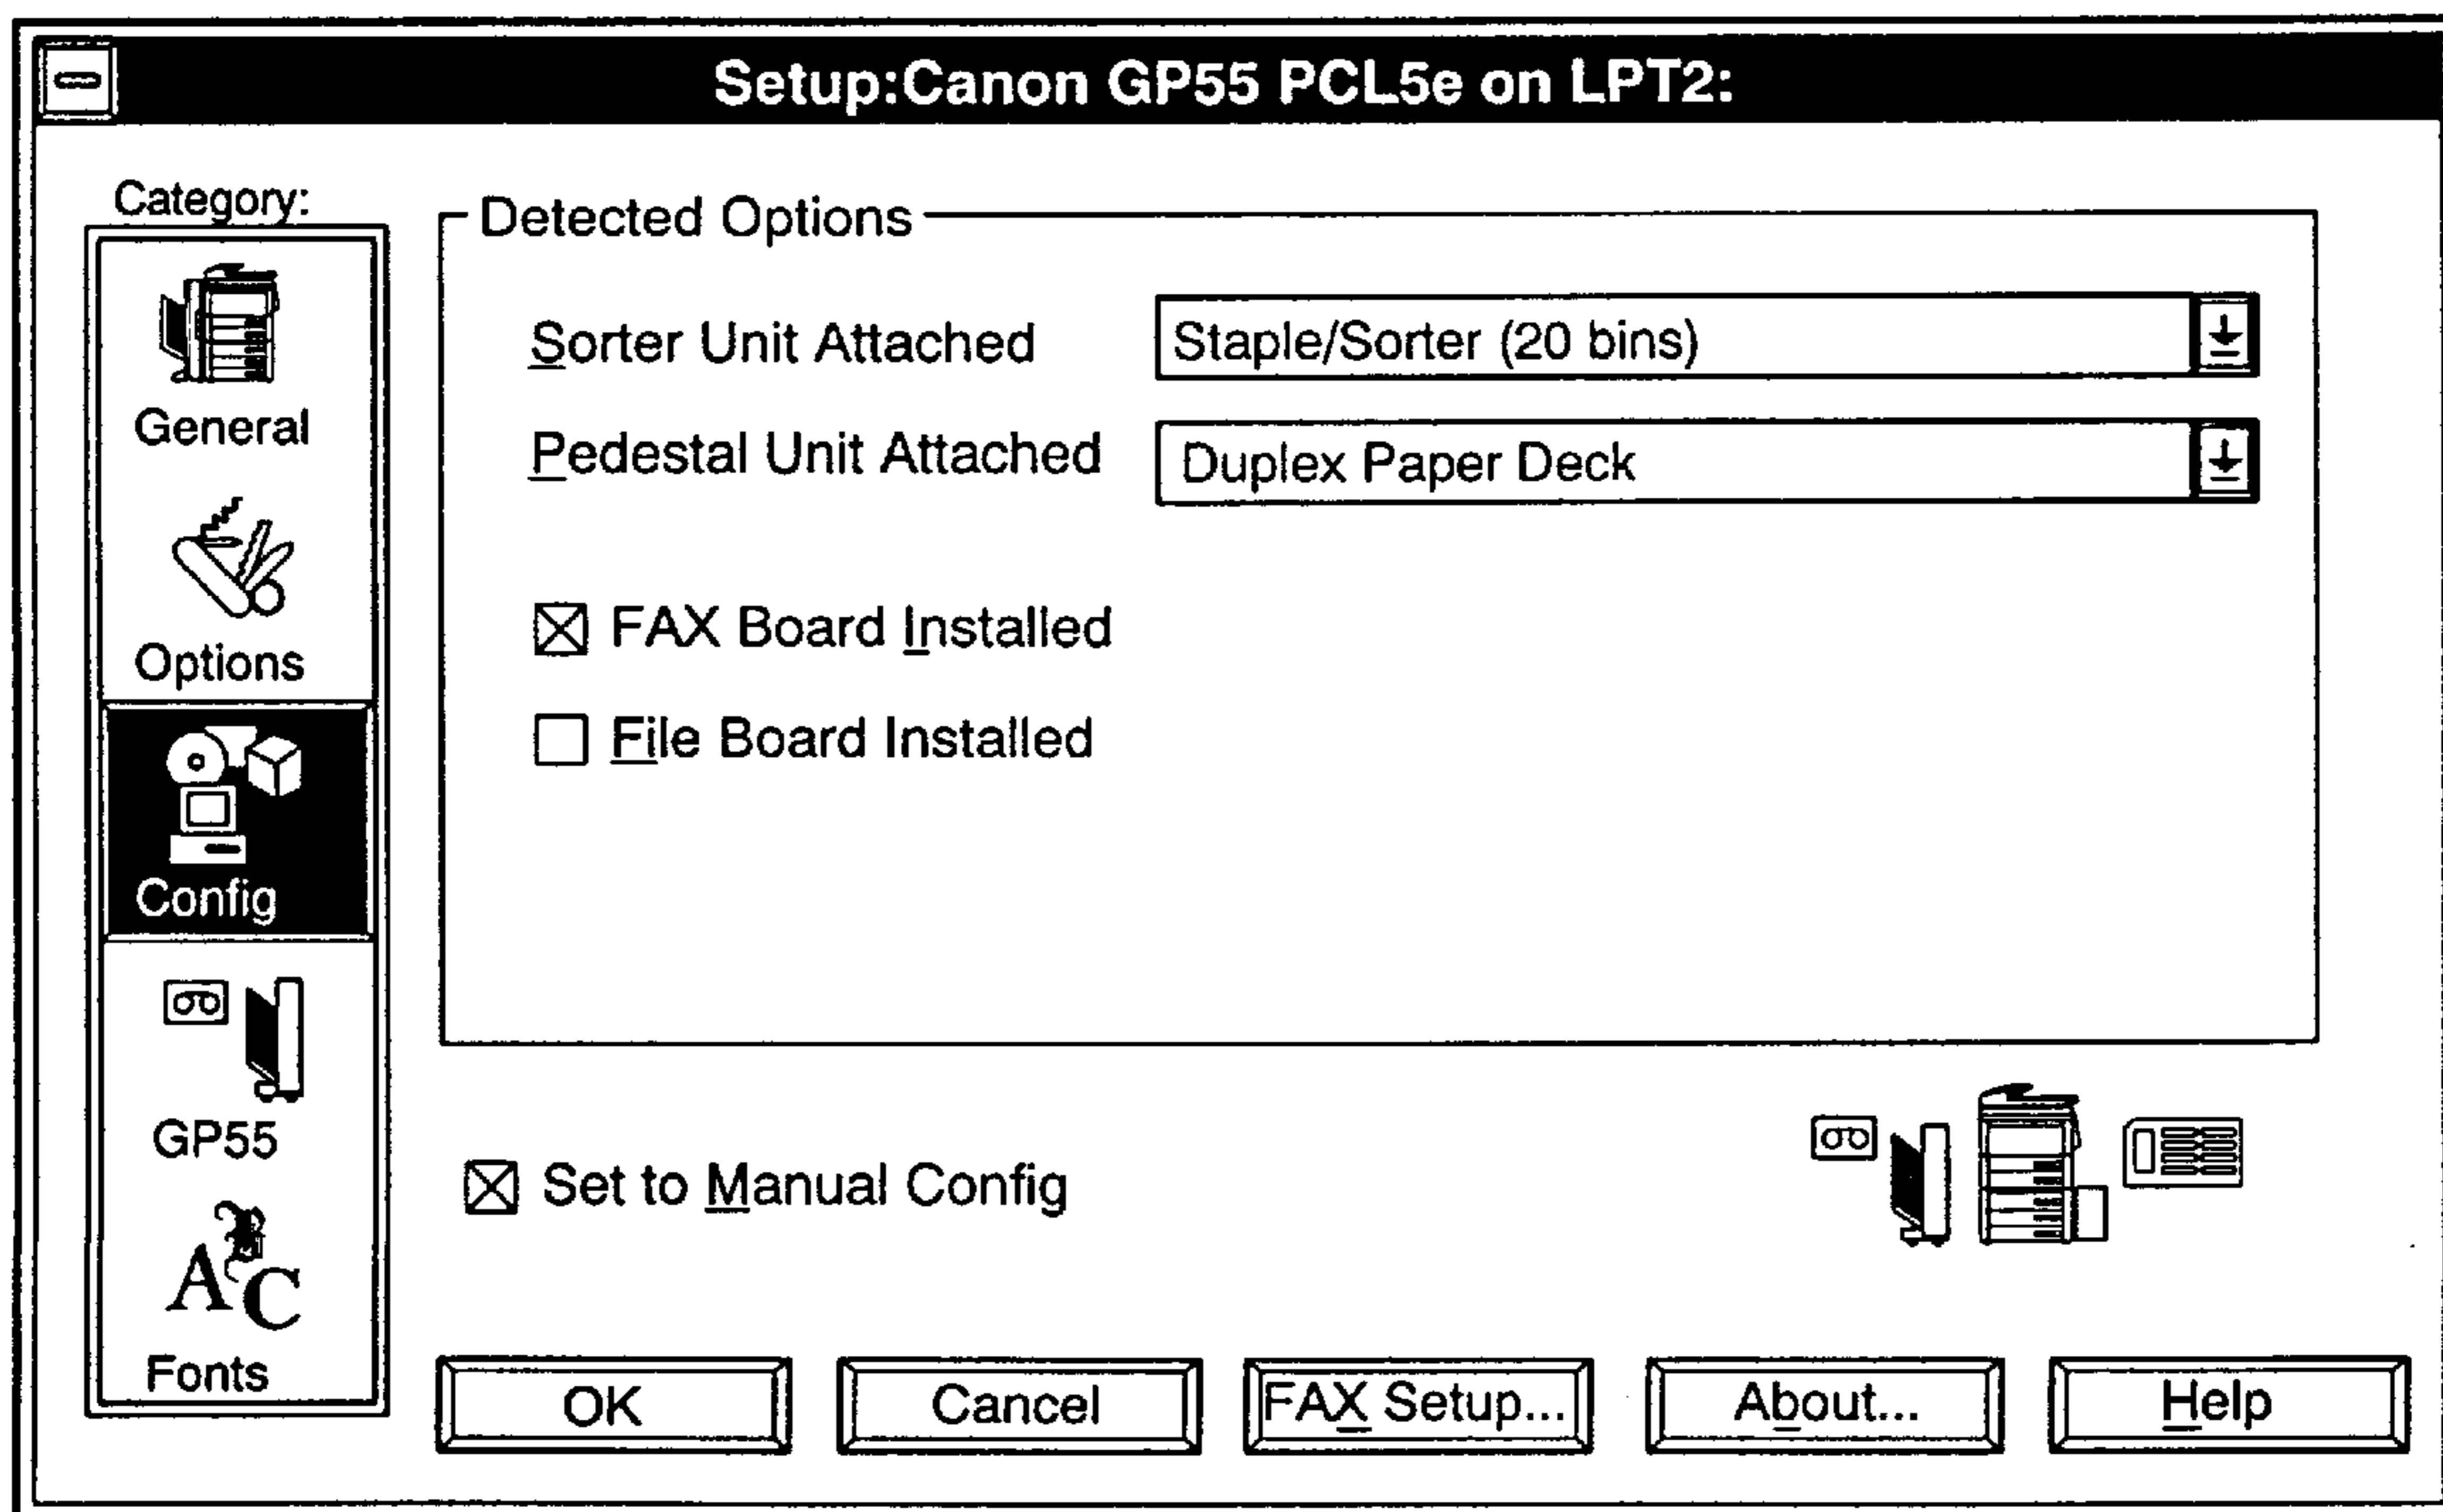 Setup:Canon GP55 PCL5e on LPT2:
Category:
General
Options
Config
GP55
Fonts
Detected Options
Sorter Unit Attached Staple/Sorter (20 bins)
Pedestal Unit Attached Duplex Paper Deck
FAX Board Installed
File Board Installed
Set to Manual Config
OK Cancel FAX Setup... About... Help